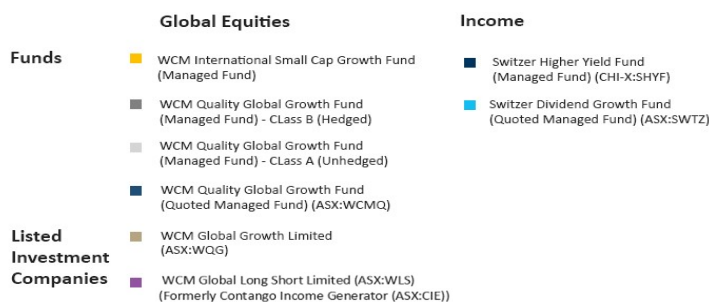 Global Equities
Income
Funds
WCM International Small Cap Growth Fund
(Managed Fund)
WCM Quality Global Growth Fund
(Managed Fund) - CLass B (Hedged)
WCM Quality Global Growth Fund
(Managed Fund) - CLass A (Unhedged)
WCM Quality Global Growth Fund
(Quoted Managed Fund) (ASX:WCMQ)
Switzer Higher Yield Fund
(Managed Fund) (CHI-X:SHYF)
Switzer Dividend Growth Fund
(Quoted Managed Fund) (ASX:SWTZ)
Listed
Investment
Companies
WCM Global Growth Limited
(ASX:WQG)
WCM Global Long Short Limited (ASX:WLS)
(Formerly Contango Income Generator (ASX:CIE))